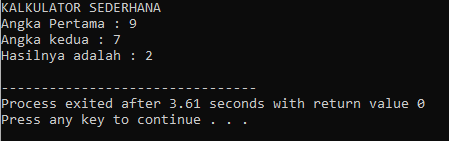 KALKULATOR SEDERHANA
Angka Pertama : 9
Angka kedua : 7
Hasilnya adalah : 2
--------------------------------
Process exited after 3.61 seconds with return value 0
Press any key to continue . . .